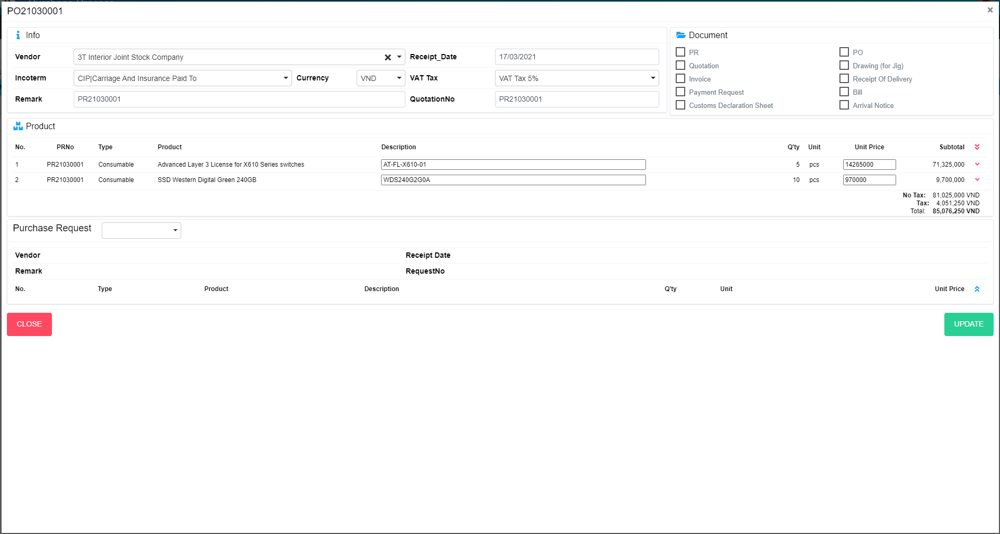 PO21030001 ×
Info
Vendor 3T Interior Joint Stock Company Receipt_Date 17/03/2021
Incoterm CIP|Carriage And Insurance Paid To Currency VND VAT Tax VAT Tax 5%
Remark PR21030001 QuotationNo PR21030001
Document
PR PO
Quotation Drawing (for Jig)
Invoice Receipt Of Delivery
Payment Request Bill
Customs Declaration Sheet Arrival Notice
Product
No. PRNo Type Product Description Q'ty Unit Unit Price Subtotal
1 PR21030001 Consumable Advanced Layer 3 License for X610 Series switches AT-FL-X610-01 5 pcs 14265000 71,325,000
2 PR21030001 Consumable SSD Western Digital Green 240GB WDS240G2G0A 10 pcs 970000 9,700,000
No Tax: 81,025,000 VND
Tax: 4,051,250 VND
Total: 85,076,250 VND
Purchase Request
Vendor Receipt Date
Remark RequestNo
No. Type Product Description Q'ty Unit Unit Price
CLOSE UPDATE